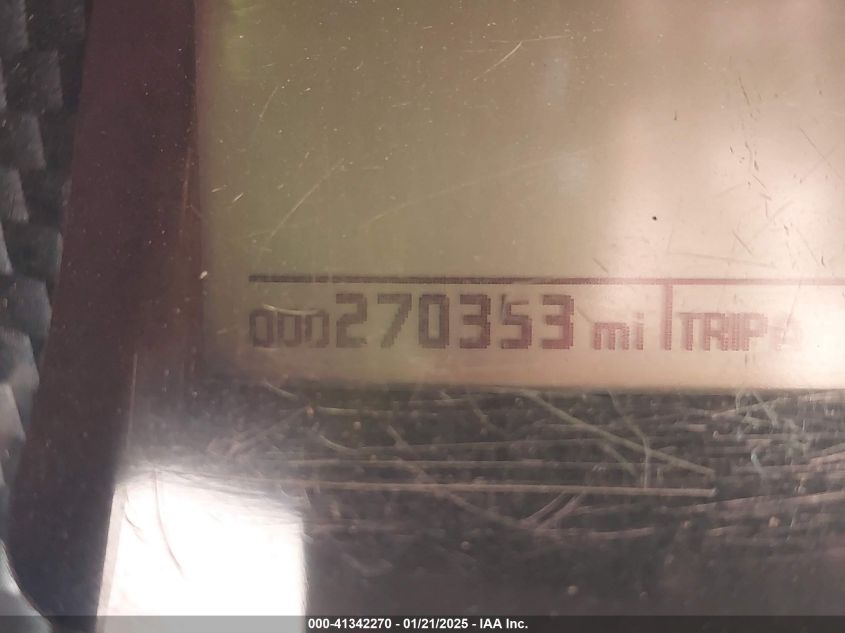 000270353 mi TRIP
000-41342270 - 01/21/2025 - IAA Inc.